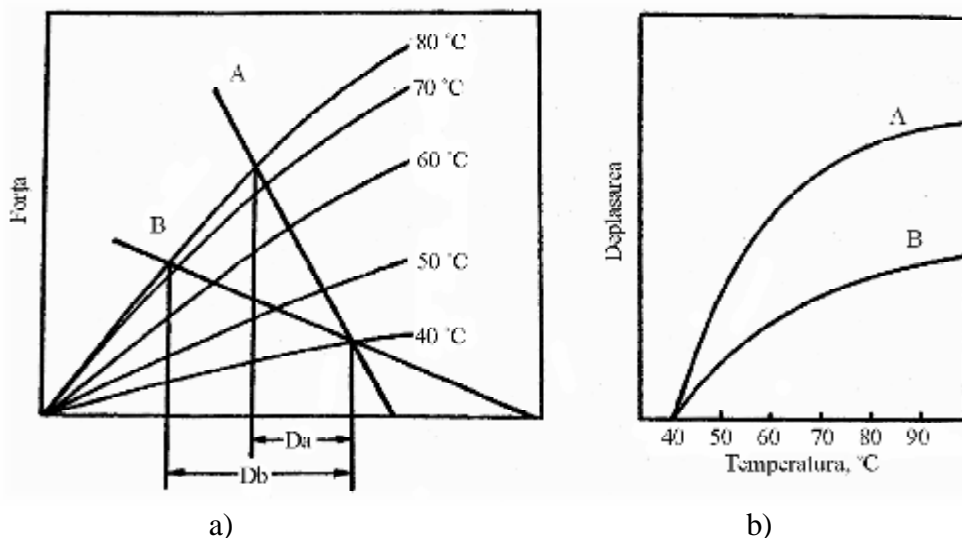 Forța
A
B
80 °C
70 °C
60 °C
50 °C
40 °C
Da
Db
a)
Deplasarea
A
B
40 50 60 70 80 90
Temperatura, °C
b)